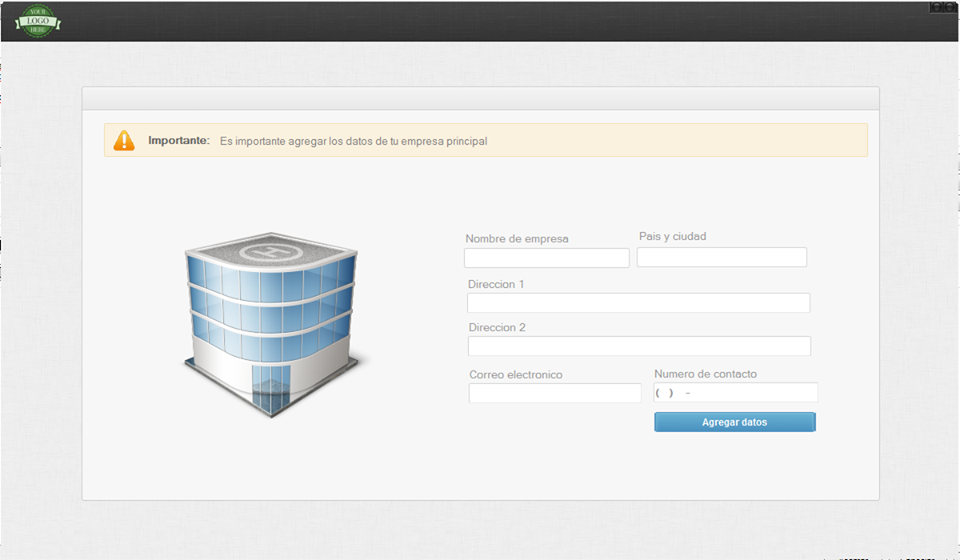 YOUR
LOGO
HERE
Importante: Es importante agregar los datos de tu empresa principal
H
Nombre de empresa
Pais y ciudad
Direccion 1
Direccion 2
Correo electronico
Numero de contacto
( ) -
Agregar datos